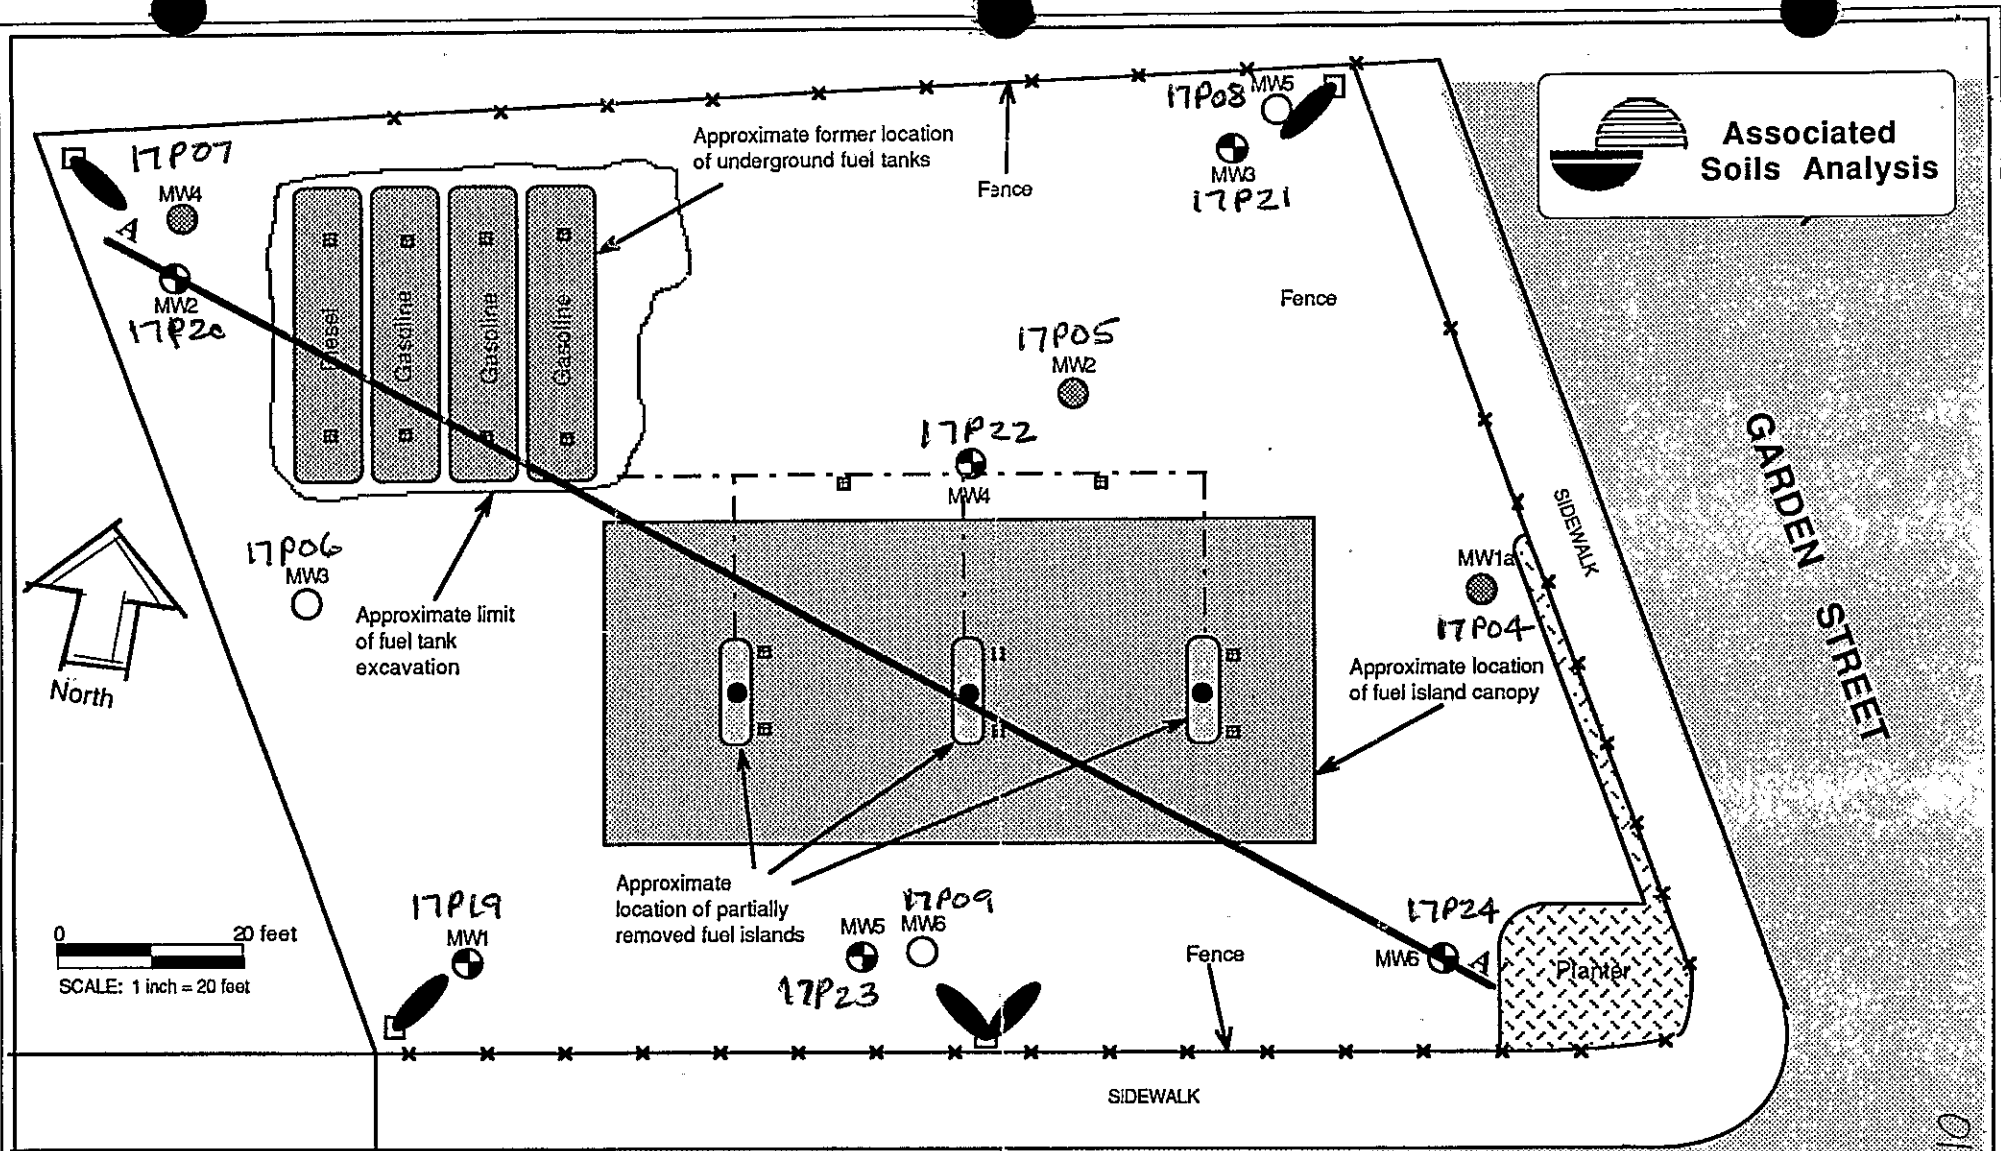 Associated
Soils Analysis
17P08
MW5
MW3
17P21
Fence
Approximate former location
of underground fuel tanks
17P07
MW4
A
MW2
17P20
Diesel
Gasoline
Gasoline
Gasoline
Fence
17P05
MW2
17P22
MW4
GARDEN STREET
SIDEWALK
MW1a
17P04
17P06
MW3
Approximate limit
of fuel tank
excavation
North
Approximate location
of fuel island canopy
Approximate
location of partially
removed fuel islands
17P19
MW1
0 20 feet
SCALE: 1 inch = 20 feet
17P09
MW5
MW6
17P23
Fence
17P24
MW6
A
Planter
SIDEWALK
10